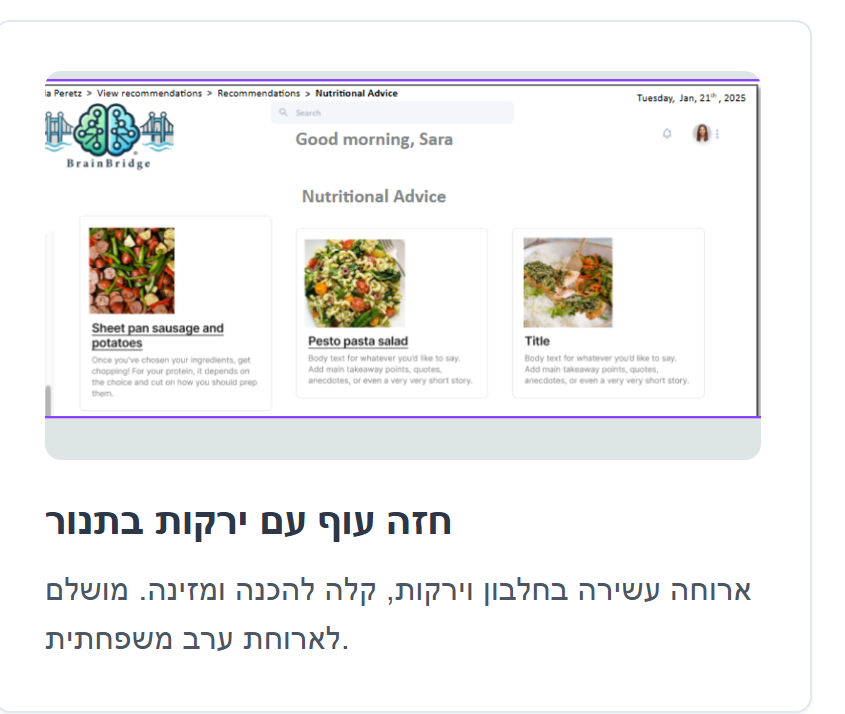 ia Peretz > View recommendations > Recommendations > Nutritional Advice
Tuesday, Jan, 21th, 2025
Search
Good morning, Sara
BrainBridge
Nutritional Advice
Sheet pan sausage and
potatoes
Once you've chosen your ingredients, get
chopping! For your protein, it depends on
the choice and cut on how you should prep
them.
Pesto pasta salad
Body text for whatever you'd like to say.
Add main takeaway points, quotes,
anecdotes, or even a very very short story.
Title
Body text for whatever you'd like to say.
Add main takeaway points, quotes,
anecdotes, or even a very very short story.
חזה עוף עם ירקות בתנור
ארוחה עשירה בחלבון וירקות, קלה להכנה ומזינה. מושלם
לארוחת ערב משפחתית.